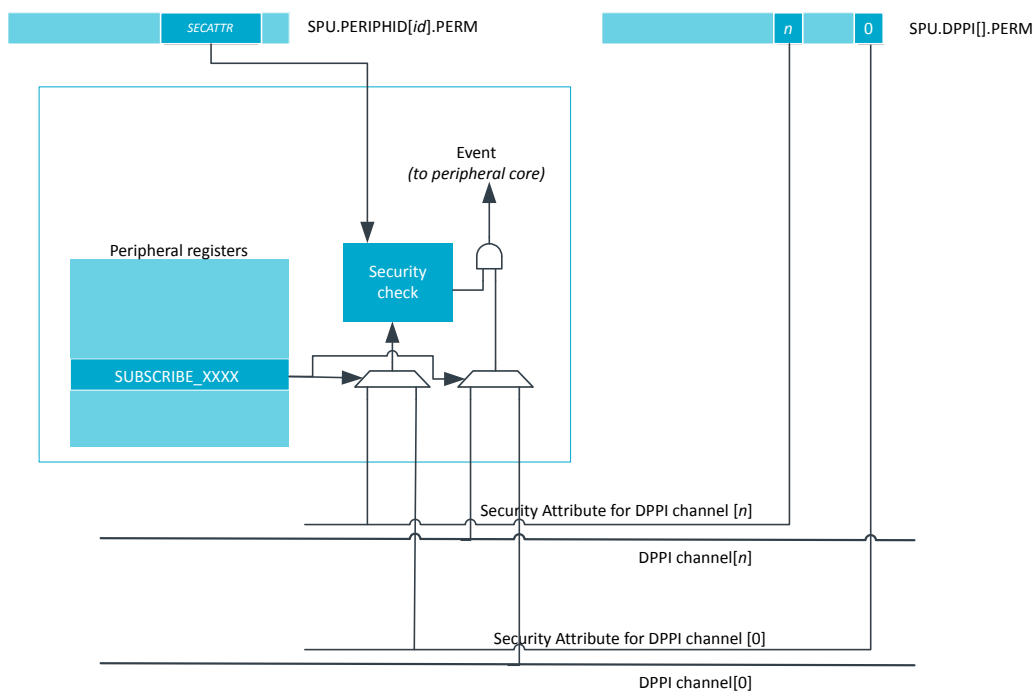 SECATTR
SPU.PERIPHID[id].PERM
n
0
SPU.DPPI[].PERM
Event
(to peripheral core)
Peripheral registers
Security
check
SUBSCRIBE_XXXX
Security Attribute for DPPI channel [n]
DPPI channel[n]
Security Attribute for DPPI channel [0]
DPPI channel[0]